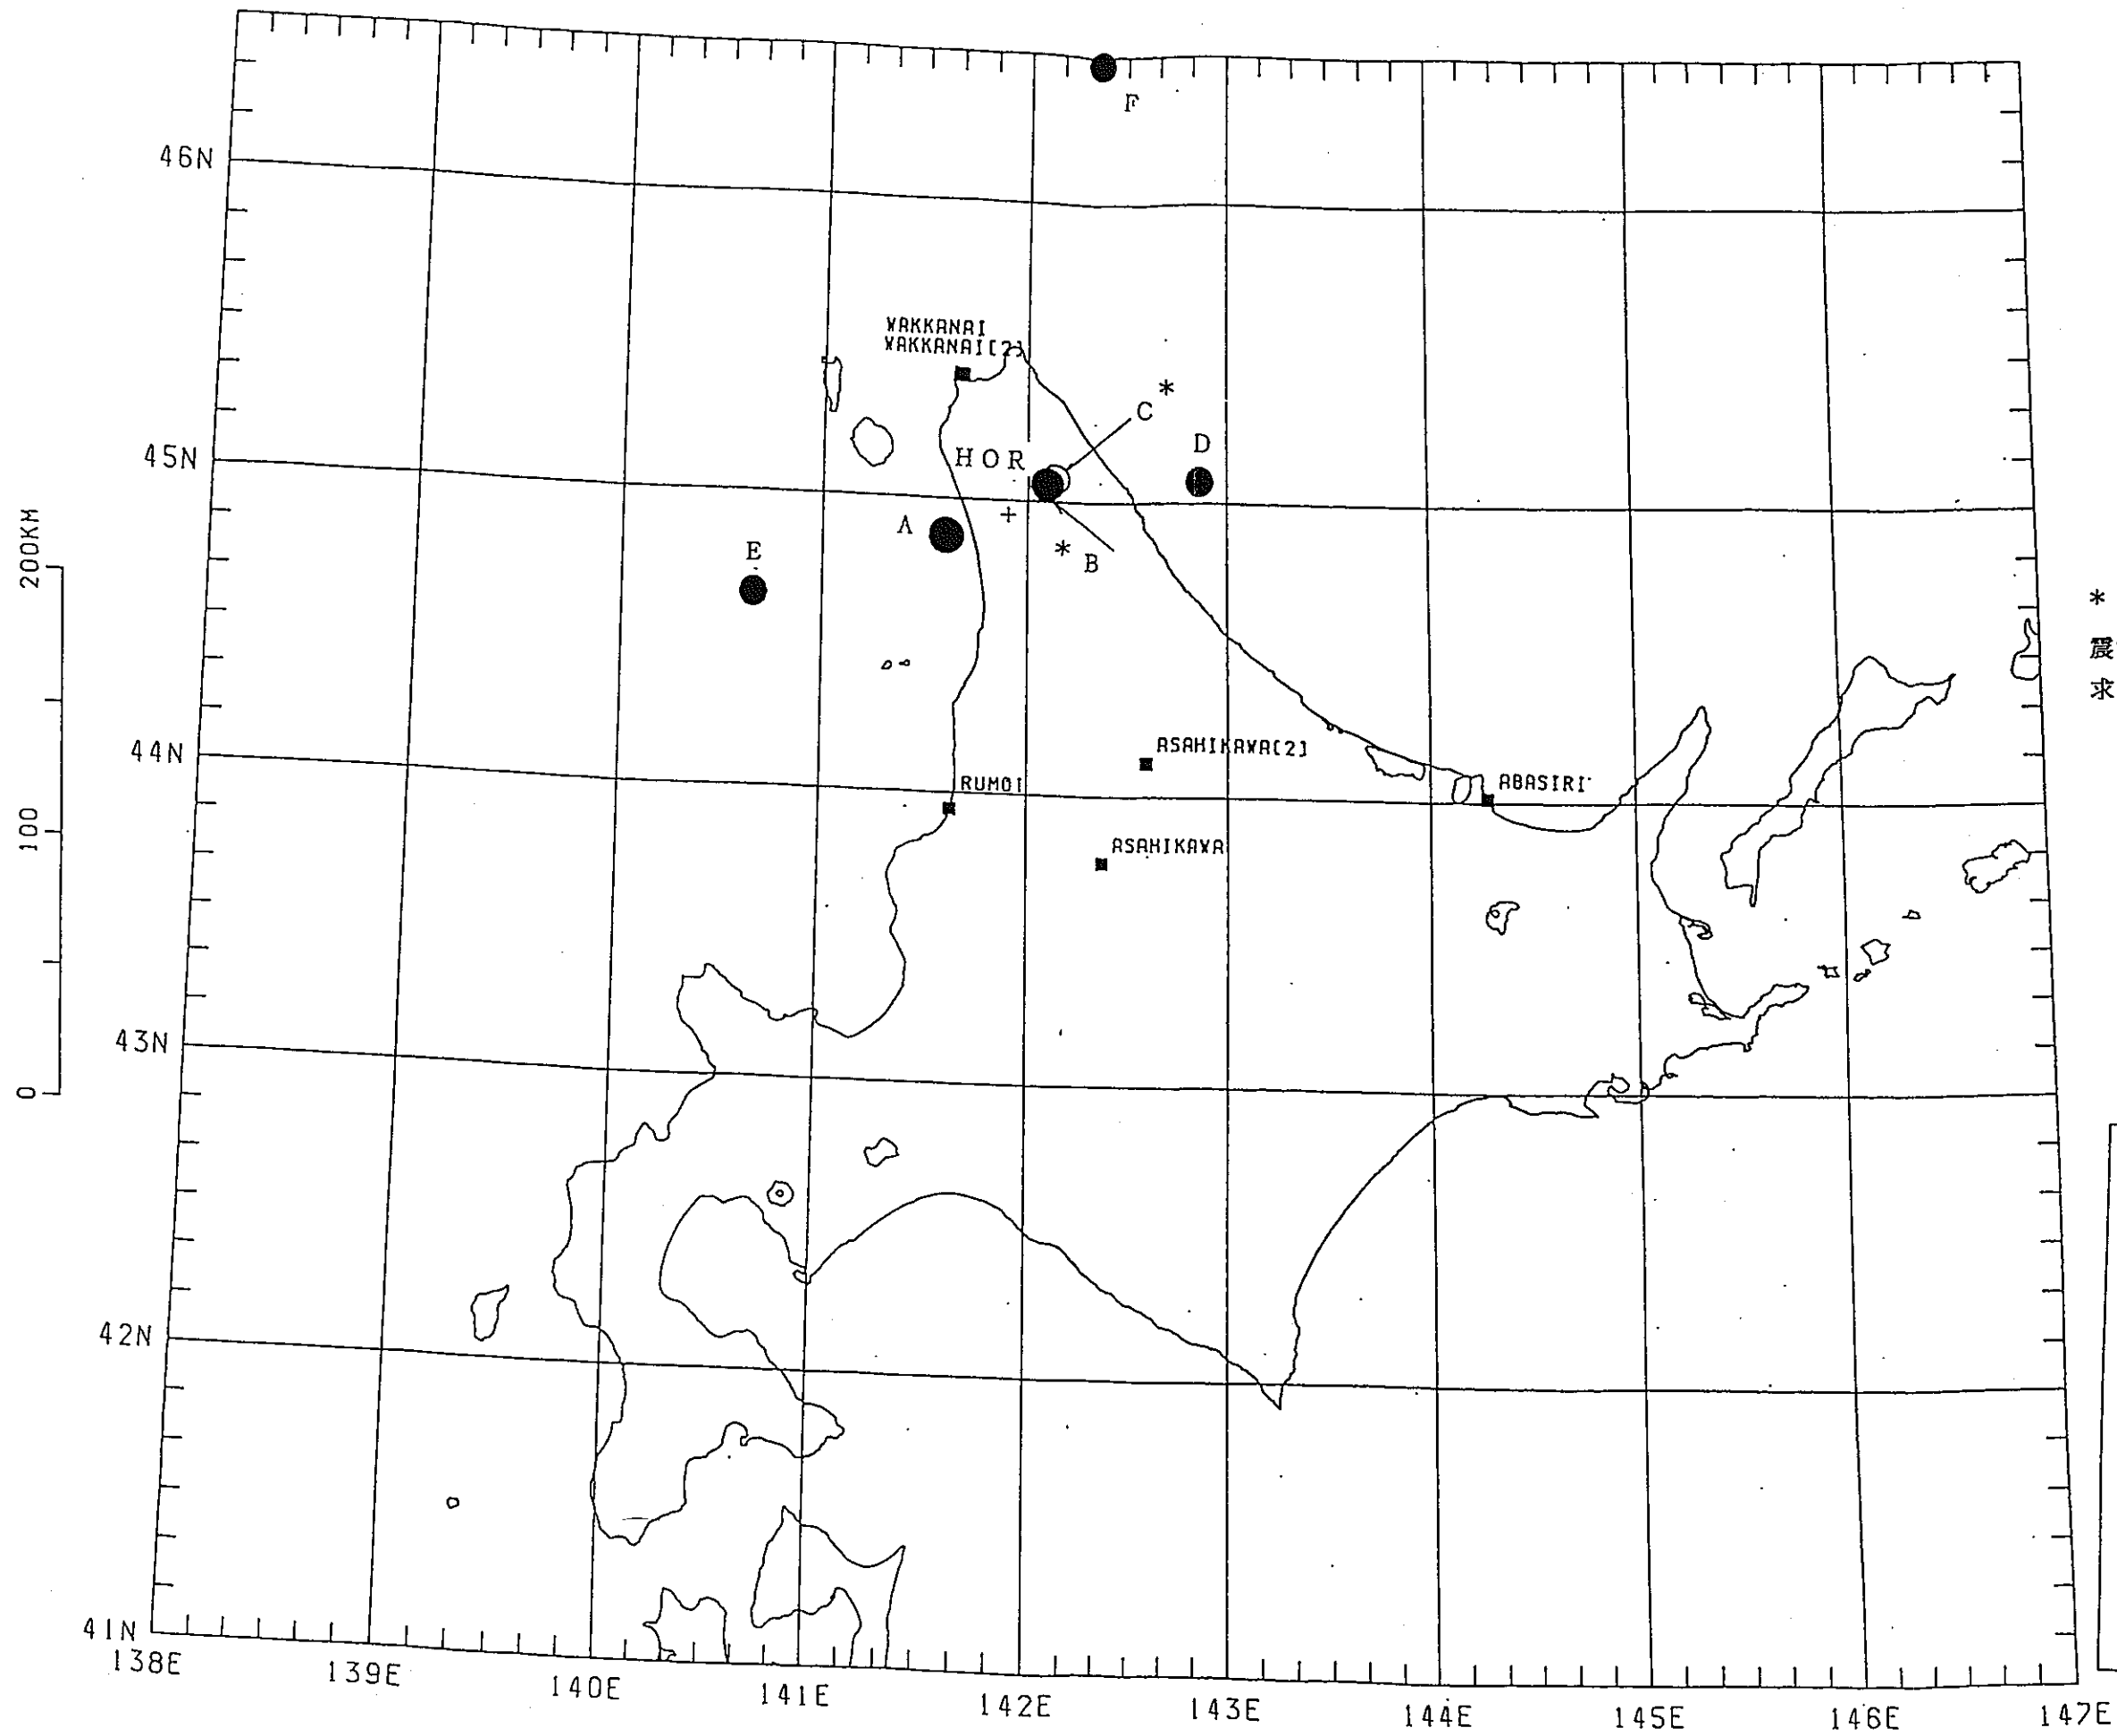 F
46N
WAKKANAI
WAKKANAI[2]
*
C
D
45N
HOR
+
A
*
B
E
200KM
100
0
*
震
求
44N
ASAHIKAWA[2]
RUMOI
ABASIRI
ASAHIKAWA
43N
42N
41N
138E
139E
140E
141E
142E
143E
144E
145E
146E
147E